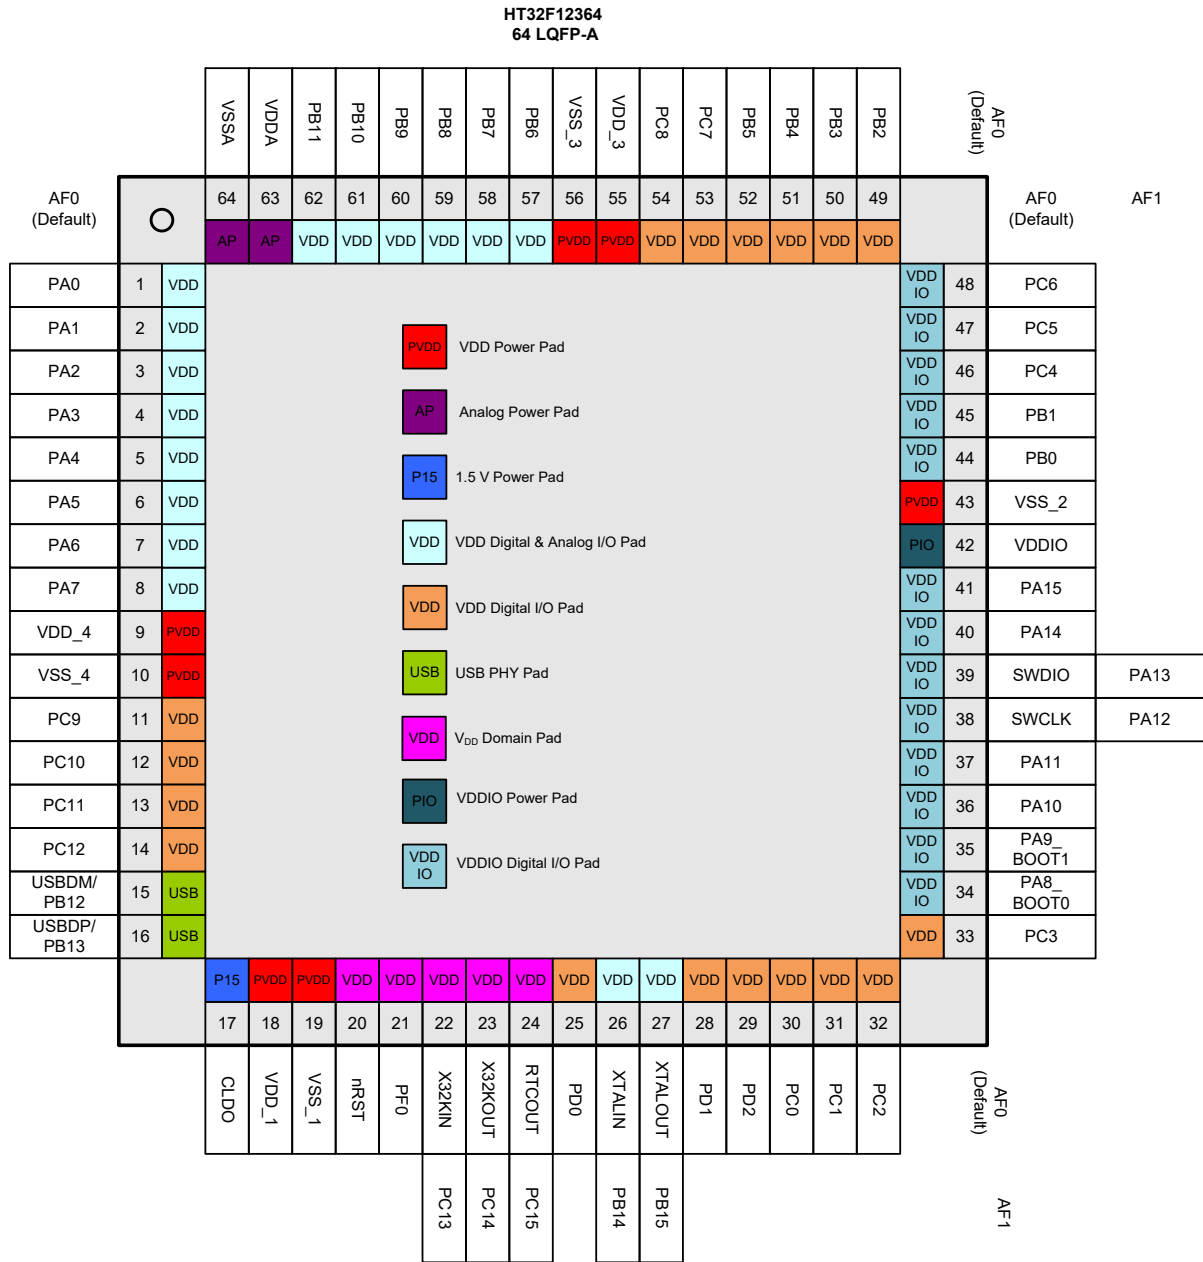 HT32F12364
64 LQFP-A
VSSA VDDA PB11 PB10 PB9 PB8 PB7 PB6 VSS_3 VDD_3 PC8 PC7 PB5 PB4 PB3 PB2
AF0
(Default)
AF0
(Default)
64 63 62 61 60 59 58 57 56 55 54 53 52 51 50 49
AF0
(Default)
AF1
AP AP VDD VDD VDD VDD VDD VDD PVDD PVDD VDD VDD VDD VDD VDD VDD
PA0 1 VDD
VDD
IO
48 PC6
PA1 2 VDD
VDD
IO
47 PC5
PVDD VDD Power Pad
PA2 3 VDD
VDD
IO
46 PC4
PA3 4 VDD
AP Analog Power Pad
VDD
IO
45 PB1
PA4 5 VDD
P15 1.5 V Power Pad
VDD
IO
44 PB0
PA5 6 VDD
PVDD 43 VSS_2
PA6 7 VDD
VDD VDD Digital & Analog I/O Pad
PIO 42 VDDIO
PA7 8 VDD
VDD VDD Digital I/O Pad
VDD
IO
41 PA15
VDD_4 9 PVDD
VDD
IO
40 PA14
VSS_4 10 PVDD
USB USB PHY Pad
VDD
IO
39 SWDIO PA13
PC9 11 VDD
VDD VDD Domain Pad
VDD
IO
38 SWCLK PA12
PC10 12 VDD
VDD
IO
37 PA11
PC11 13 VDD
PIO VDDIO Power Pad
VDD
IO
36 PA10
PC12 14 VDD
VDD
IO
VDDIO Digital I/O Pad
VDD
IO
35
PA9_
BOOT1
USBDM/
PB12
15 USB
VDD
IO
34
PA8_
BOOT0
USBDP/
PB13
16 USB
VDD 33 PC3
P15 PVDD PVDD VDD VDD VDD VDD VDD VDD VDD VDD VDD VDD VDD VDD VDD
17 18 19 20 21 22 23 24 25 26 27 28 29 30 31 32
CLDO VDD_1 VSS_1 nRST PF0 X32KIN X32KOUT RTCOUT PD0 XTALIN XTALOUT PD1 PD2 PC0 PC1 PC2
AF0
(Default)
PC13 PC14 PC15 PB14 PB15
AF1